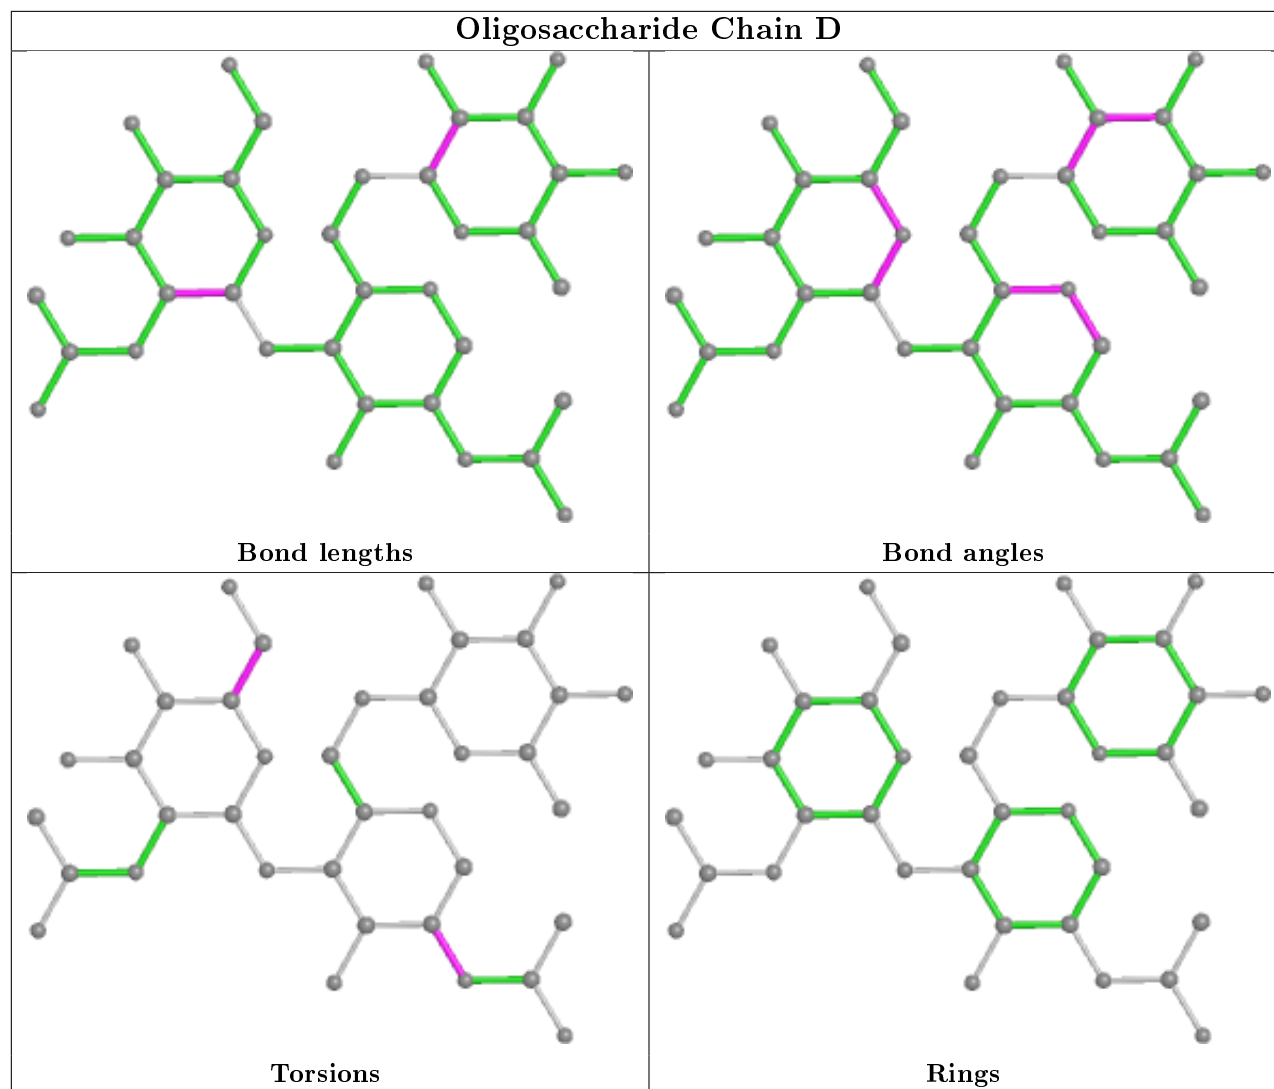 Oligosaccharide Chain D
Bond lengths
Bond angles
Torsions
Rings